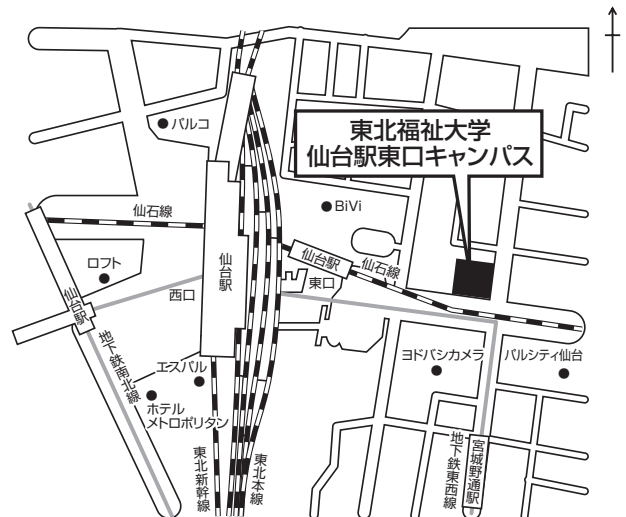 パルコ
東北福祉大学
仙台駅東口キャンパス
BiVi
仙石線
仙台駅
仙台駅
仙石線
ロフト
東口
西口
仙台駅
地下鉄南北線
エスパル
ヨドバシカメラ
パルシティ仙台
ホテル
メトロポリタン
東北新幹線
東北本線
地下鉄東西線
宮城野通駅